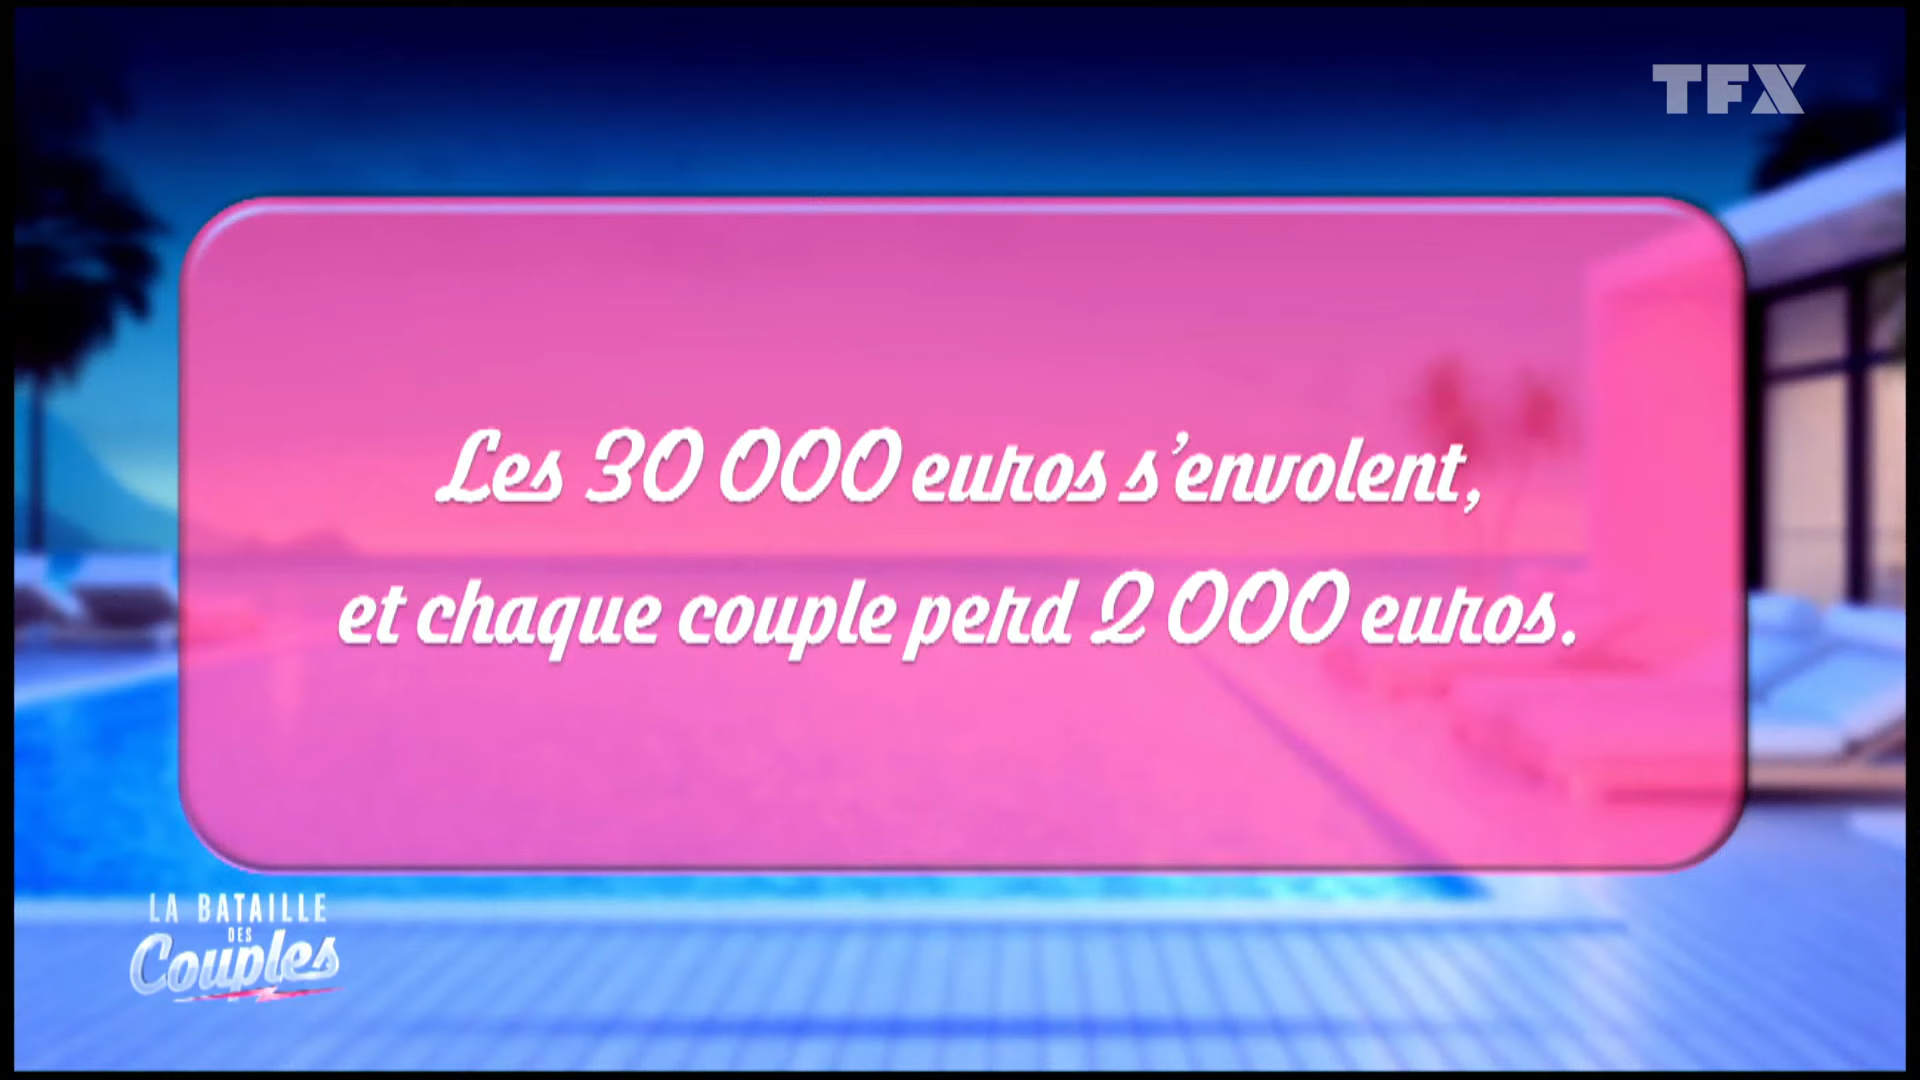 TFX
Les 30 000 euros s'envolent,
et chaque couple perd 2 000 euros.
LA BATAILLE
DES
Couples